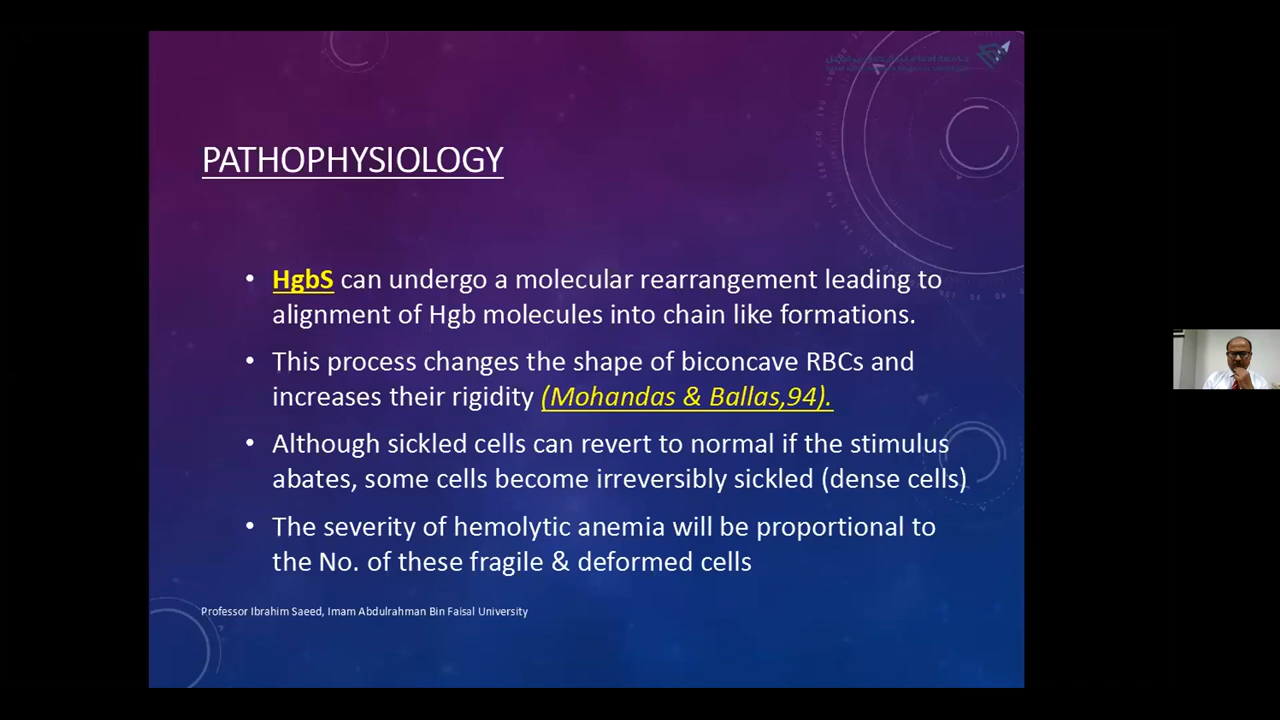 PATHOPHYSIOLOGY
• HgbS can undergo a molecular rearrangement leading to
alignment of Hgb molecules into chain like formations.
• This process changes the shape of biconcave RBCs and
increases their rigidity (Mohandas & Ballas,94).
• Although sickled cells can revert to normal if the stimulus
abates, some cells become irreversibly sickled (dense cells)
• The severity of hemolytic anemia will be proportional to
the No. of these fragile & deformed cells
Professor Ibrahim Saeed, Imam Abdulrahman Bin Faisal University